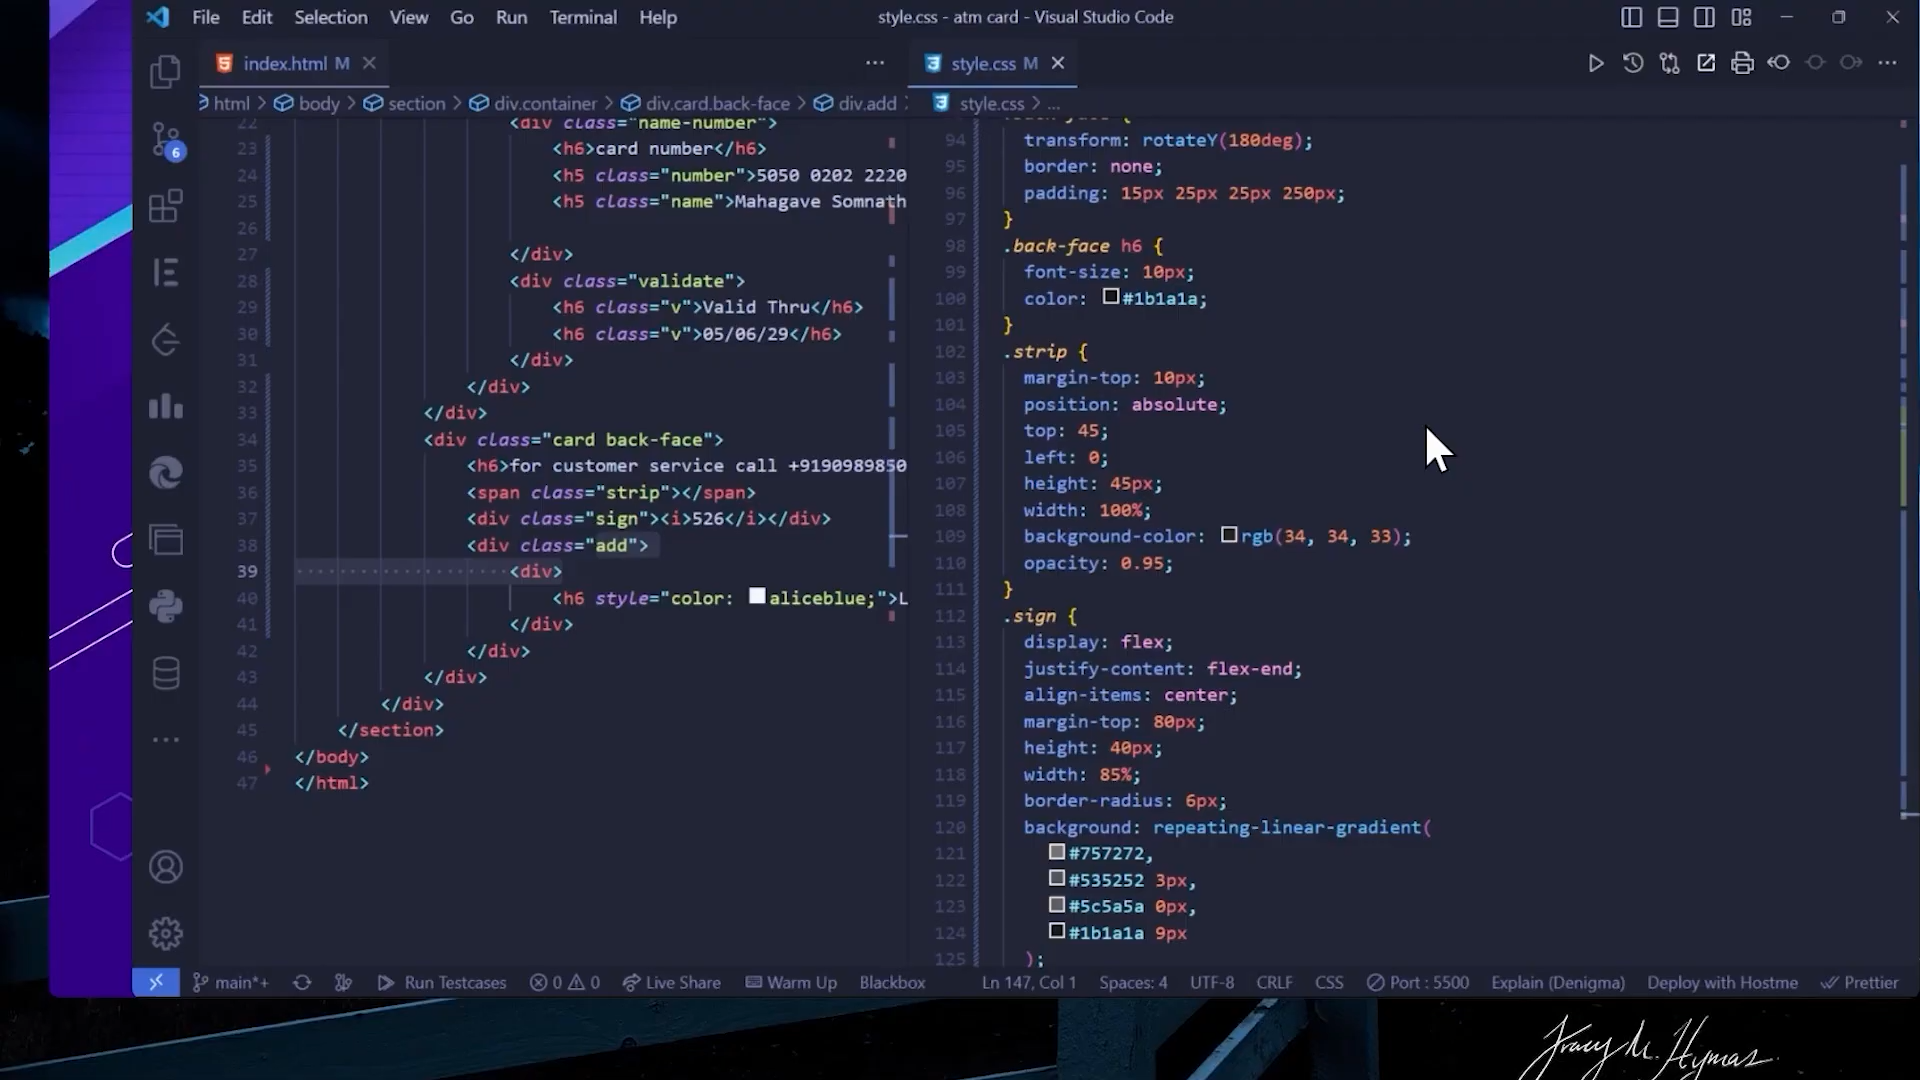 File Edit Selection View Go Run Terminal Help
style.css - atm card - Visual Studio Code
index.html M
style.css M
html > body > section > div.container > div.card.back-face > div.add
style.css > ...
22 <div class="name-number">
23 <h6>card number</h6>
24 <h5 class="number">5050 0202 2220
25 <h5 class="name">Mahagave Somnath
26
27 </div>
28 <div class="validate">
29 <h6 class="v">Valid Thru</h6>
30 <h6 class="v">05/06/29</h6>
31 </div>
32 </div>
33 </div>
34 <div class="card back-face">
35 <h6>for customer service call +9190989850
36 <span class="strip"></span>
37 <div class="sign"><i>526</i></div>
38 <div class="add">
39 <div>
40 <h6 style="color: aliceblue;">L
41 </div>
42 </div>
43 </div>
44 </div>
45 </section>
46 </body>
47 </html>
94 transform: rotateY(180deg);
95 border: none;
96 padding: 15px 25px 25px 250px;
97 }
98 .back-face h6 {
99 font-size: 10px;
100 color: #1b1a1a;
101 }
102 .strip {
103 margin-top: 10px;
104 position: absolute;
105 top: 45;
106 left: 0;
107 height: 45px;
108 width: 100%;
109 background-color: rgb(34, 34, 33);
110 opacity: 0.95;
111 }
112 .sign {
113 display: flex;
114 justify-content: flex-end;
115 align-items: center;
116 margin-top: 80px;
117 height: 40px;
118 width: 85%;
119 border-radius: 6px;
120 background: repeating-linear-gradient(
121 #757272,
122 #535252 3px,
123 #5c5a5a 0px,
124 #1b1a1a 9px
125 );
6
main*+ Run Testcases 0 0 Live Share Warm Up Blackbox Ln 147, Col 1 Spaces: 4 UTF-8 CRLF CSS Port : 5500 Explain (Denigma) Deploy with Hostme Prettier
Tracy M. Hymas